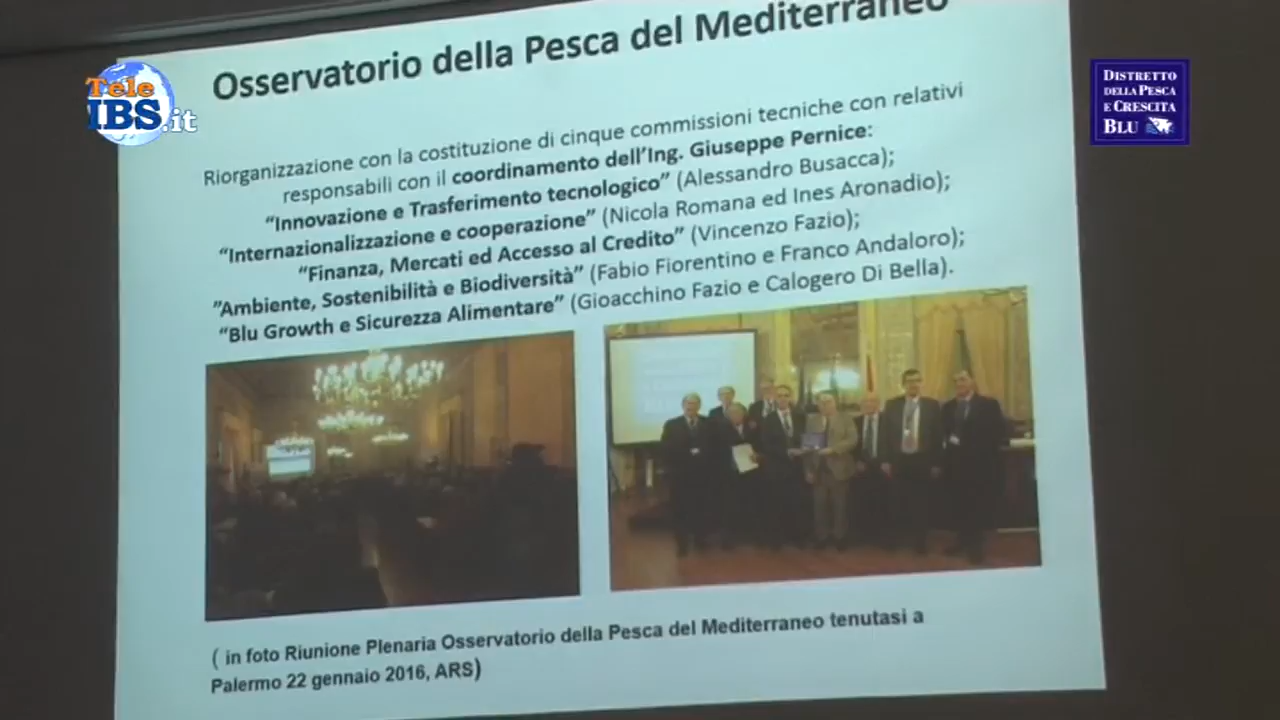 Osservatorio della Pesca del Mediterraneo
Tele
IBS.it
DISTRETTO
DELLA PESCA
E CRESCITA
BLU
Riorganizzazione con la costituzione di cinque commissioni tecniche con relativi
responsabili con il coordinamento dell'Ing. Giuseppe Pernice:
“Innovazione e Trasferimento tecnologico” (Alessandro Busacca);
“Internazionalizzazione e cooperazione” (Nicola Romana ed Ines Aronadio);
“Finanza, Mercati ed Accesso al Credito” (Vincenzo Fazio);
”Ambiente, Sostenibilità e Biodiversità” (Fabio Fiorentino e Franco Andaloro);
“Blu Growth e Sicurezza Alimentare” (Gioacchino Fazio e Calogero Di Bella).
( in foto Riunione Plenaria Osservatorio della Pesca del Mediterraneo tenutasi a
Palermo 22 gennaio 2016, ARS)